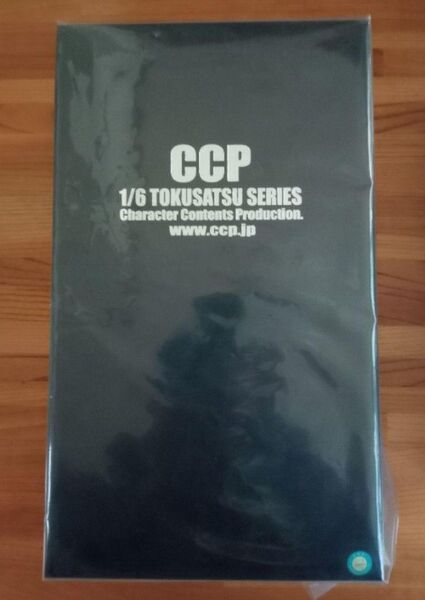 CCP
1/6 TOKUSATSU SERIES
Character Contents Production.
www.ccp.jp